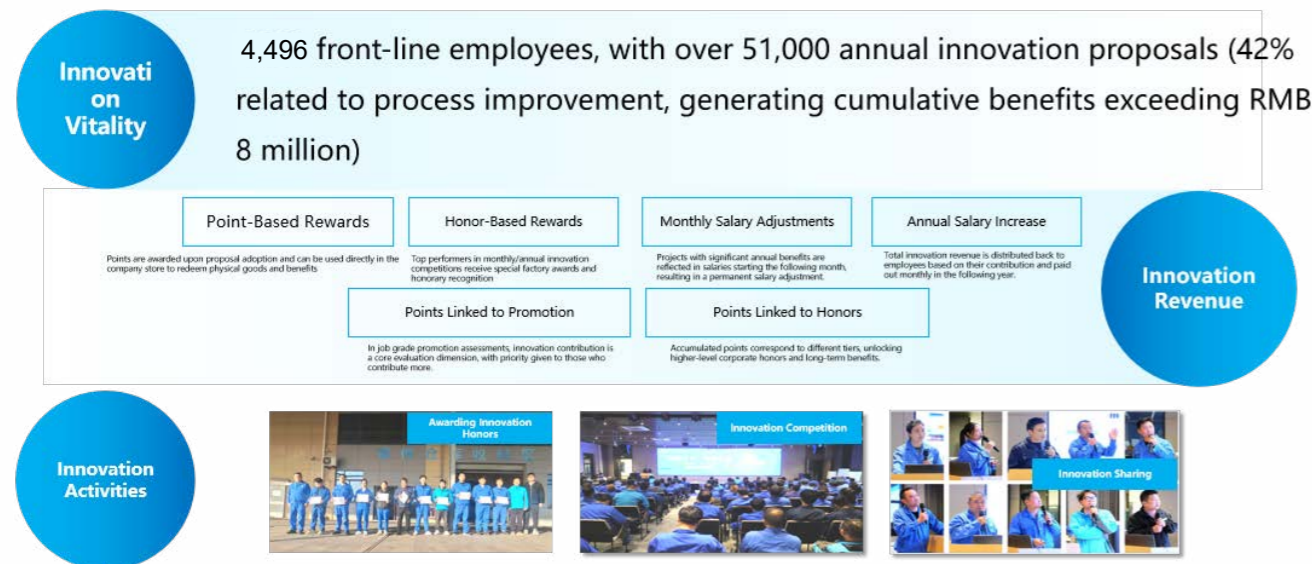 Innovati
on
Vitality
4,496 front-line employees, with over 51,000 annual innovation proposals (42%
related to process improvement, generating cumulative benefits exceeding RMB
8 million)
Point-Based Rewards
Honor-Based Rewards
Monthly Salary Adjustments
Annual Salary Increase
Points are awarded upon proposal adoption and can be used directly in the
company store to redeem physical goods and benefits
Top performers in monthly/annual innovation
competitions receive special factory awards and
honorary recognition
Projects with significant annual benefits are
reflected in salaries starting the following month,
resulting in a permanent salary adjustment.
Total innovation revenue is distributed back to
employees based on their contribution and paid
out monthly in the following year.
Innovation
Revenue
Points Linked to Promotion
Points Linked to Honors
In job grade promotion assessments, innovation contribution is
a core evaluation dimension, with priority given to those who
contribute more.
Accumulated points correspond to different tiers, unlocking
higher-level corporate honors and long-term benefits.
Innovation
Activities
Awarding Innovation
Honors
Innovation Competition
Innovation Sharing